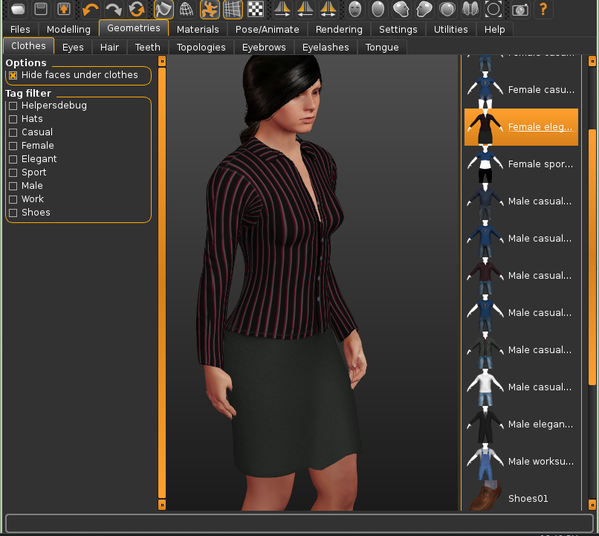 Files Modelling Geometries Materials Pose/Animate Rendering Settings Utilities Help
Clothes Eyes Hair Teeth Topologies Eyebrows Eyelashes Tongue
Options
Hide faces under clothes
Tag filter
Helpersdebug
Hats
Casual
Female
Elegant
Sport
Male
Work
Shoes
Female casu...
Female eleg...
Female spor...
Male casual...
Male casual...
Male casual...
Male casual...
Male casual...
Male casual...
Male elegan...
Male worksu...
Shoes01